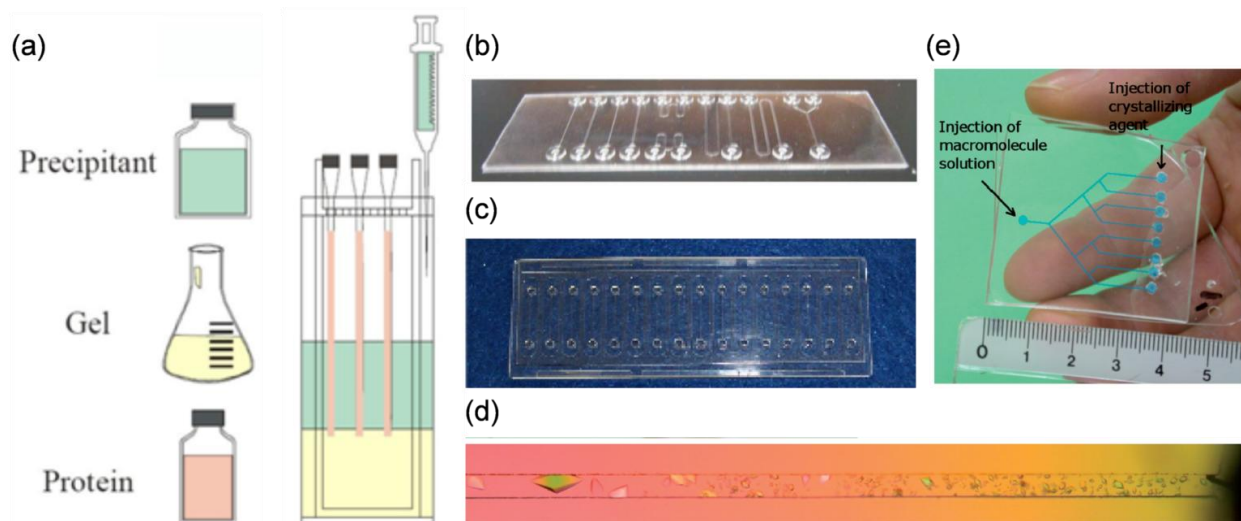 (a)
Precipitant
Gel
Protein
(b)
(c)
(d)
(e)
Injection of
crystallizing
agent
Injection of
macromolecule
solution
0 1 2 3 4 5